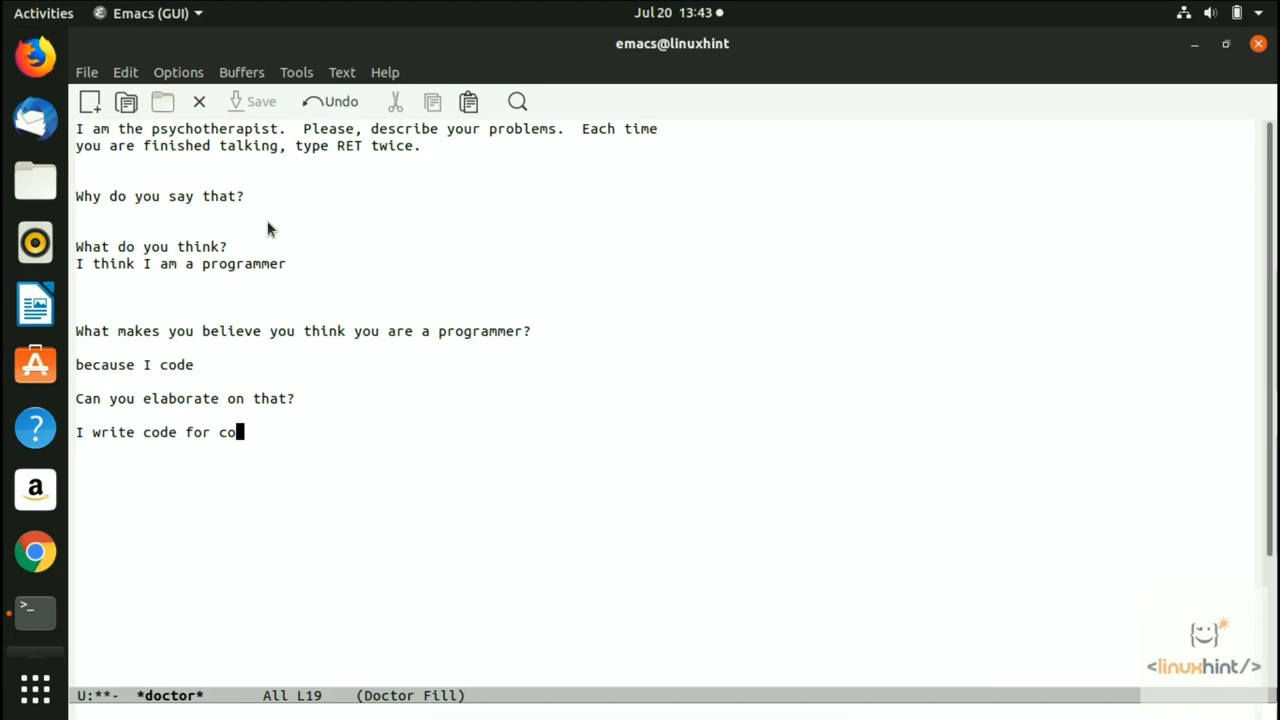 Activities
Emacs (GUI)
Jul 20 13:43
emacs@linuxhint
File Edit Options Buffers Tools Text Help
Save Undo
I am the psychotherapist.  Please, describe your problems.  Each time
you are finished talking, type RET twice.
Why do you say that?
What do you think?
I think I am a programmer
What makes you believe you think you are a programmer?
because I code
Can you elaborate on that?
I write code for co
U:**-  *doctor*       All L19    (Doctor Fill)
<linuxhint/>